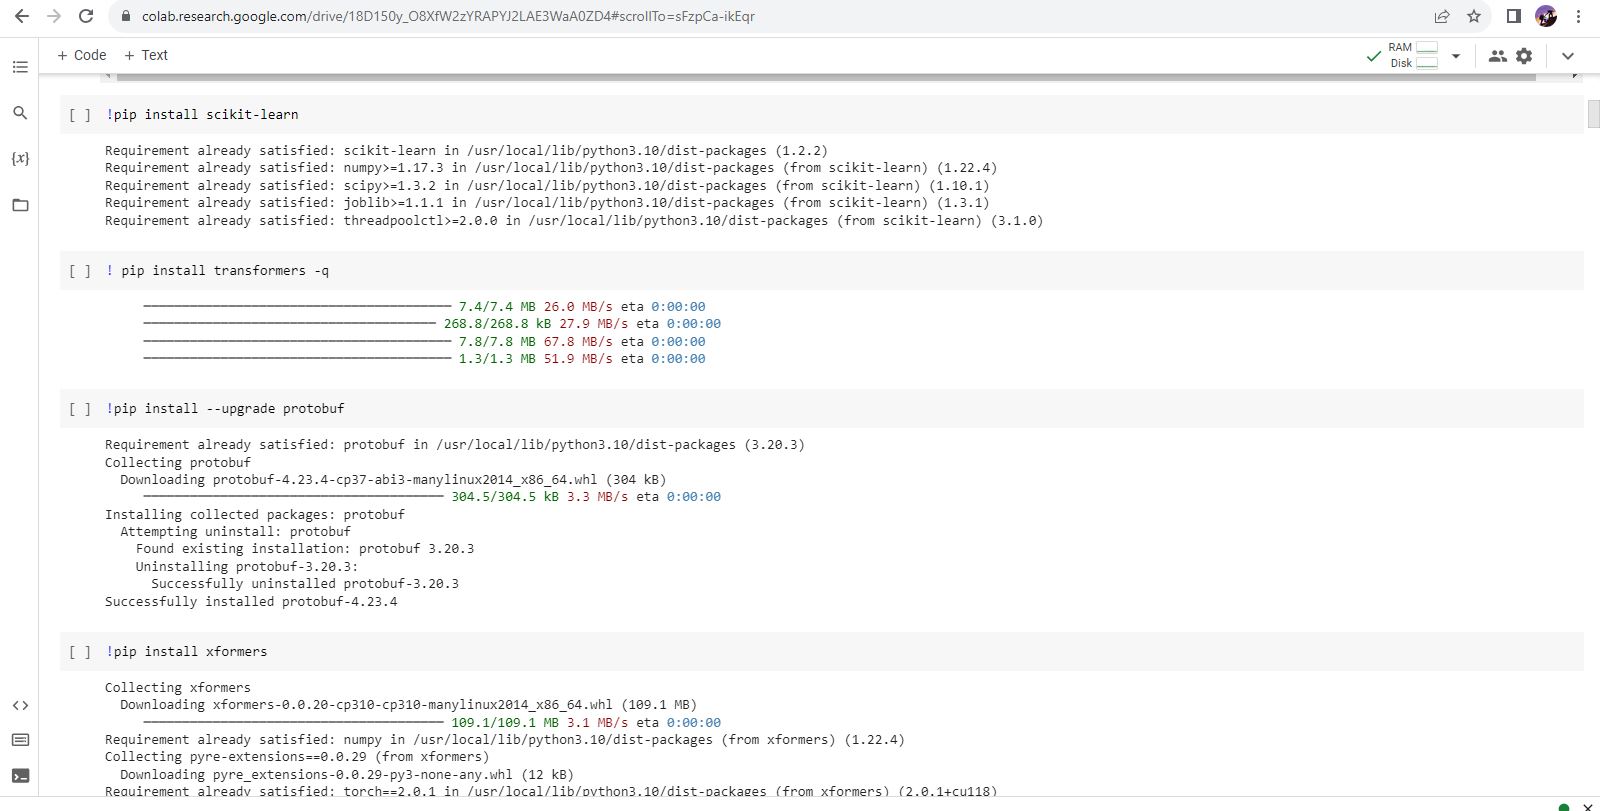 colab.research.google.com/drive/18D150y_O8XfW2zYRAPYJ2LAE3WaA0ZD4#scrollTo=sFzpCa-ikEqr
+ Code + Text
RAM
Disk
{x}
[ ] !pip install scikit-learn
Requirement already satisfied: scikit-learn in /usr/local/lib/python3.10/dist-packages (1.2.2)
Requirement already satisfied: numpy>=1.17.3 in /usr/local/lib/python3.10/dist-packages (from scikit-learn) (1.22.4)
Requirement already satisfied: scipy>=1.3.2 in /usr/local/lib/python3.10/dist-packages (from scikit-learn) (1.10.1)
Requirement already satisfied: joblib>=1.1.1 in /usr/local/lib/python3.10/dist-packages (from scikit-learn) (1.3.1)
Requirement already satisfied: threadpoolctl>=2.0.0 in /usr/local/lib/python3.10/dist-packages (from scikit-learn) (3.1.0)
[ ] ! pip install transformers -q
7.4/7.4 MB 26.0 MB/s eta 0:00:00
268.8/268.8 kB 27.9 MB/s eta 0:00:00
7.8/7.8 MB 67.8 MB/s eta 0:00:00
1.3/1.3 MB 51.9 MB/s eta 0:00:00
[ ] !pip install --upgrade protobuf
Requirement already satisfied: protobuf in /usr/local/lib/python3.10/dist-packages (3.20.3)
Collecting protobuf
Downloading protobuf-4.23.4-cp37-abi3-manylinux2014_x86_64.whl (304 kB)
304.5/304.5 kB 3.3 MB/s eta 0:00:00
Installing collected packages: protobuf
Attempting uninstall: protobuf
Found existing installation: protobuf 3.20.3
Uninstalling protobuf-3.20.3:
Successfully uninstalled protobuf-3.20.3
Successfully installed protobuf-4.23.4
[ ] !pip install xformers
Collecting xformers
Downloading xformers-0.0.20-cp310-cp310-manylinux2014_x86_64.whl (109.1 MB)
109.1/109.1 MB 3.1 MB/s eta 0:00:00
Requirement already satisfied: numpy in /usr/local/lib/python3.10/dist-packages (from xformers) (1.22.4)
Collecting pyre-extensions==0.0.29 (from xformers)
Downloading pyre_extensions-0.0.29-py3-none-any.whl (12 kB)
Requirement already satisfied: torch==2.0.1 in /usr/local/lib/python3.10/dist-packages (from xformers) (2.0.1+cu118)